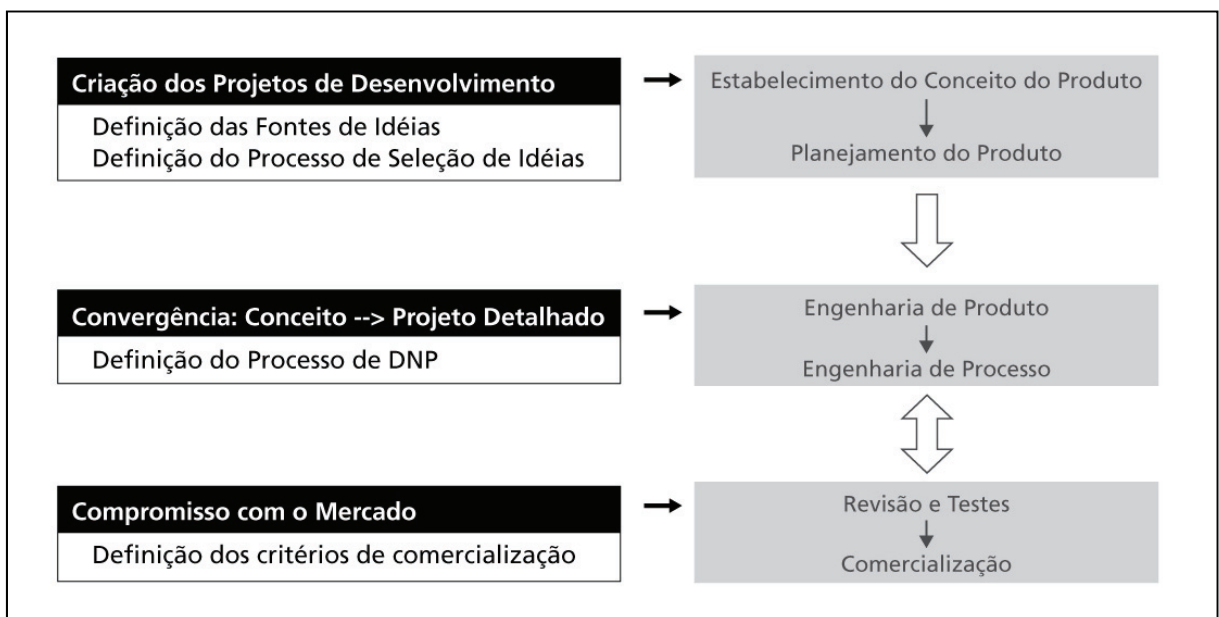 Criação dos Projetos de Desenvolvimento
Definição das Fontes de Idéias
Definição do Processo de Seleção de Idéias
Estabelecimento do Conceito do Produto
Planejamento do Produto
Convergência: Conceito --> Projeto Detalhado
Definição do Processo de DNP
Engenharia de Produto
Engenharia de Processo
Compromisso com o Mercado
Definição dos critérios de comercialização
Revisão e Testes
Comercialização